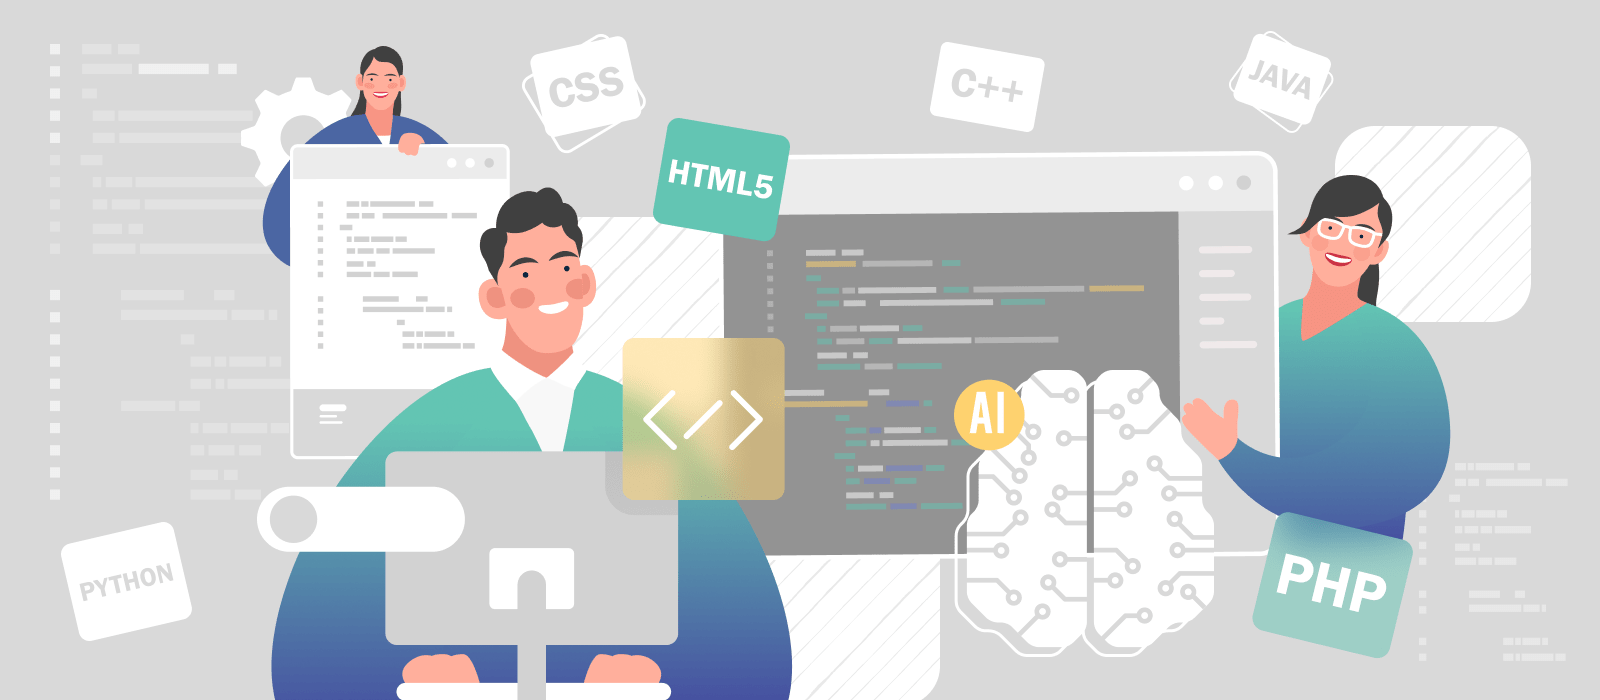 CSS
C++
JAVA
HTML5
</>
AI
PYTHON
PHP